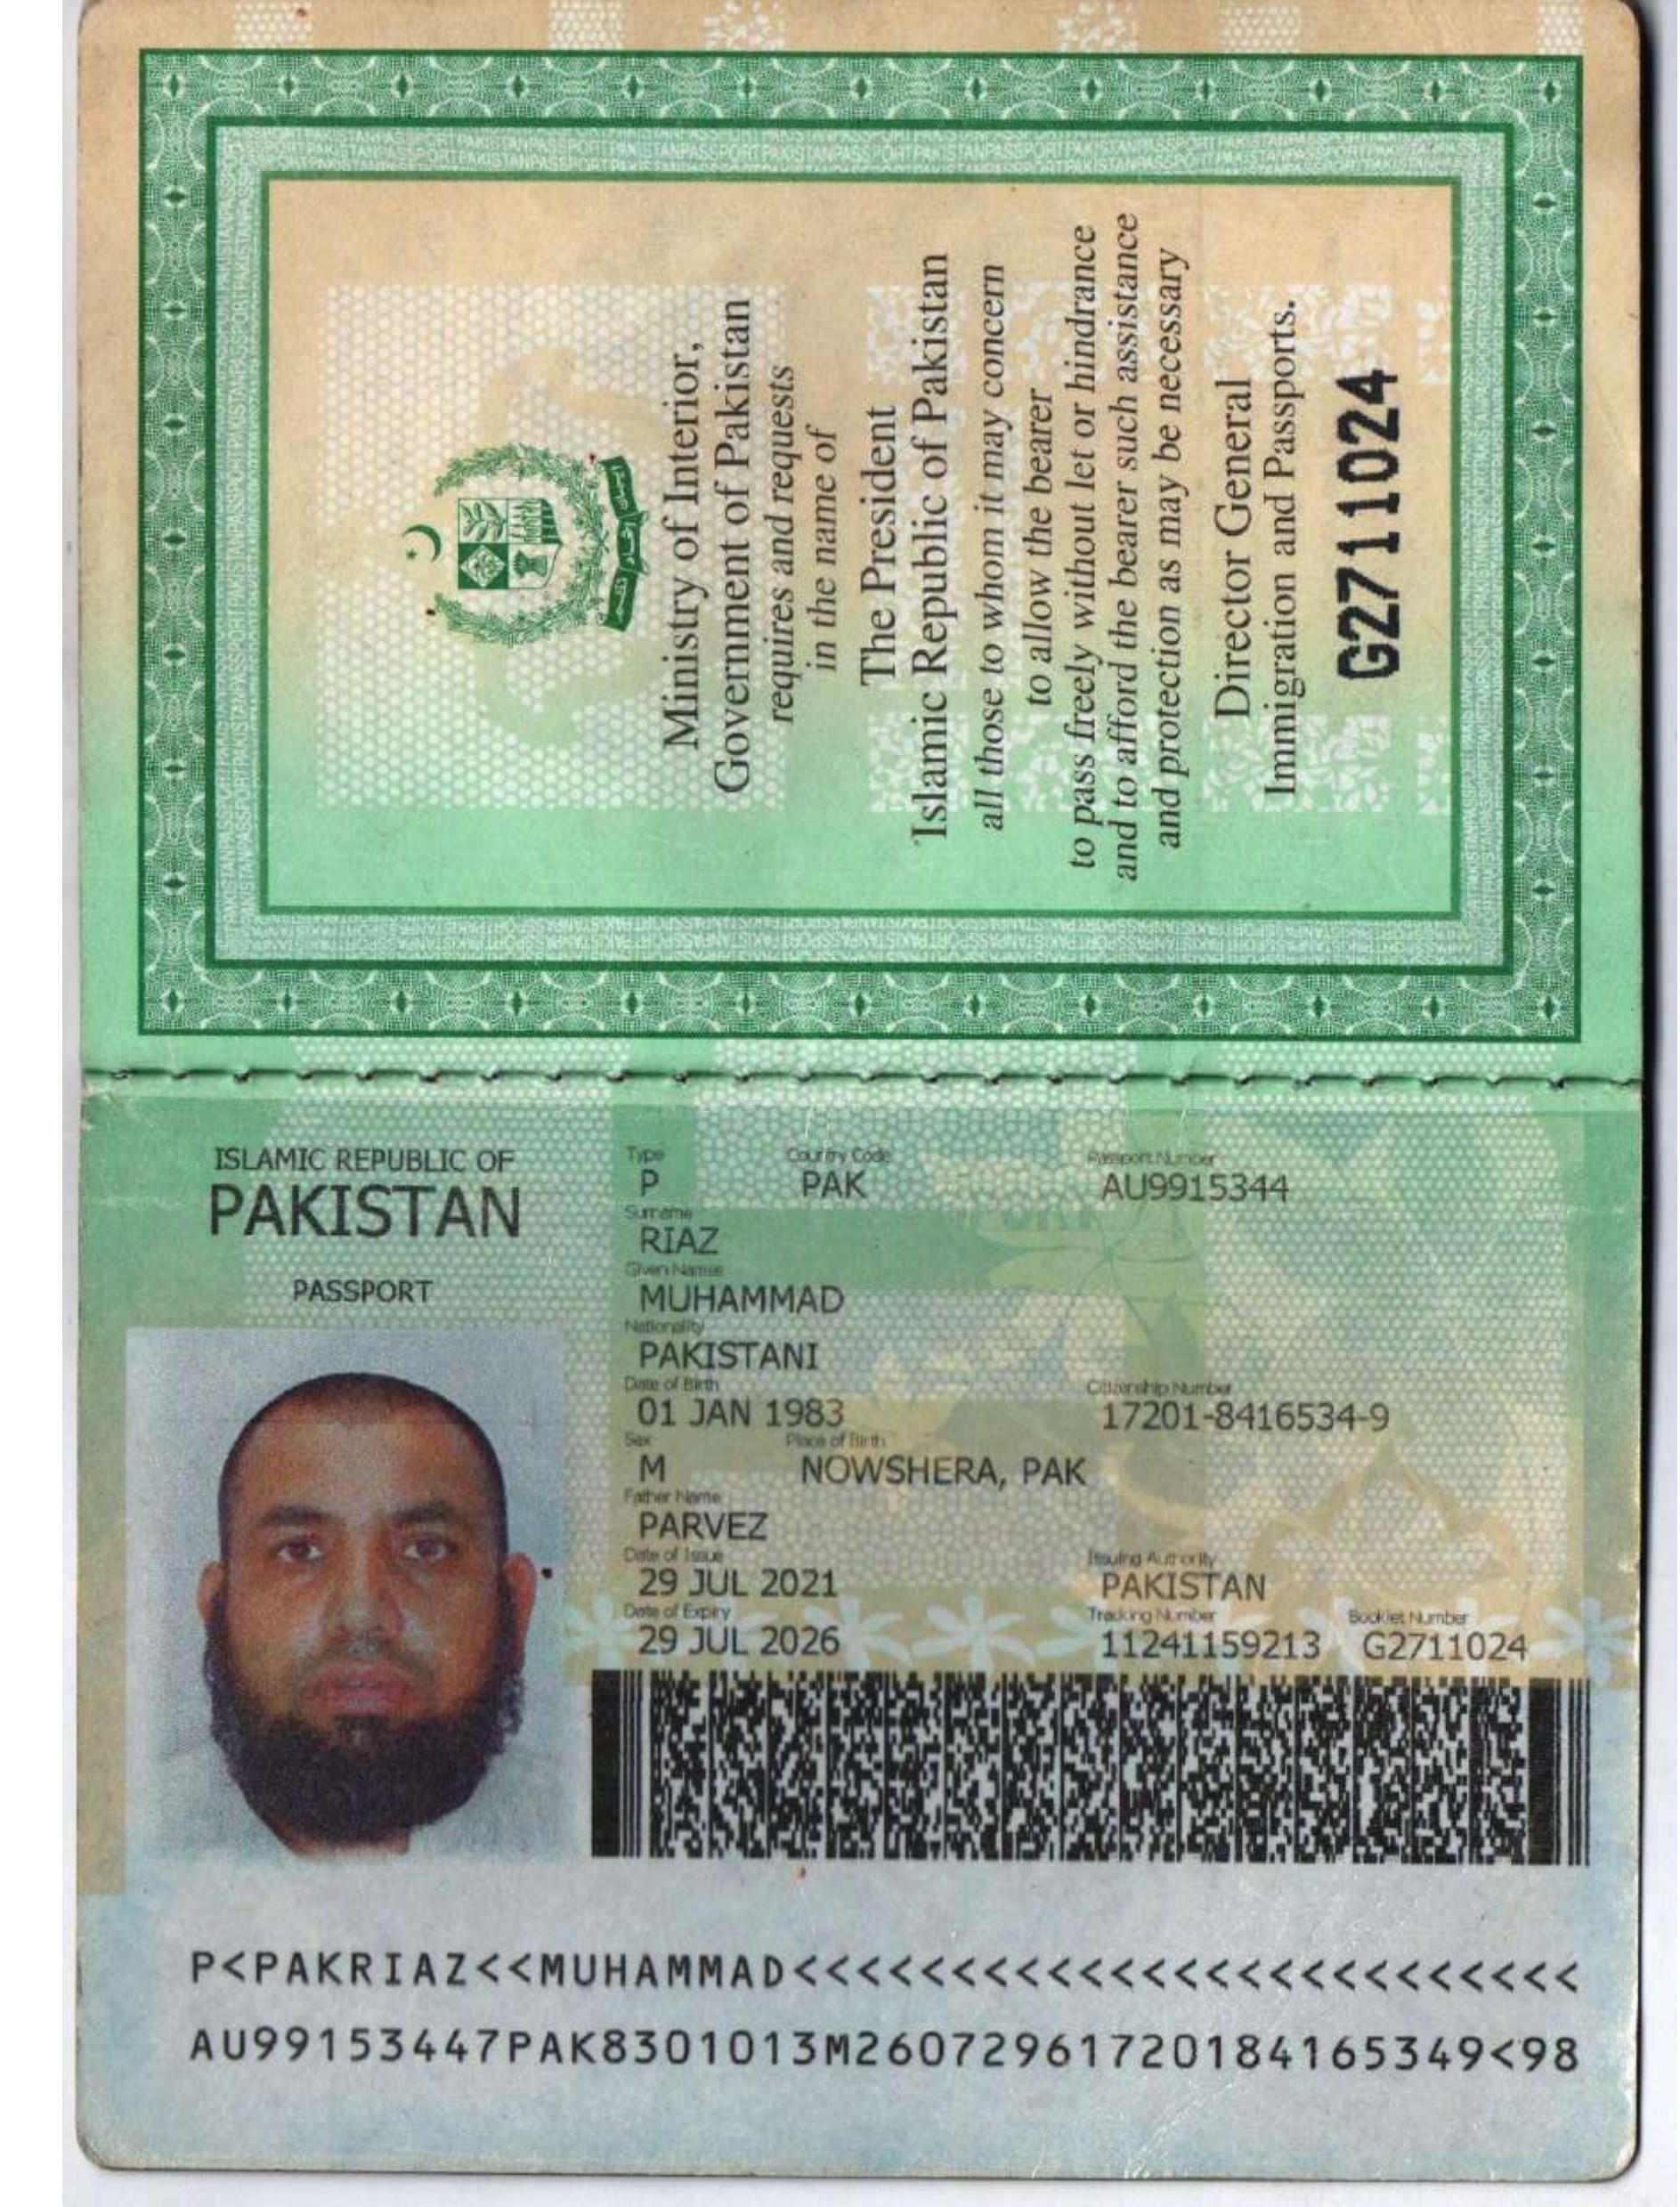 Ministry of Interior,
Government of Pakistan
requires and requests
in the name of
The President
Islamic Republic of Pakistan
all those to whom it may concern
to allow the bearer
to pass freely without let or hindrance
and to afford the bearer such assistance
and protection as may be necessary
Director General
Immigration and Passports.
G2711024
ISLAMIC REPUBLIC OF
PAKISTAN
PASSPORT
Type Country Code Passport Number
P PAK AU9915344
Surname
RIAZ
Given Names
MUHAMMAD
Nationality
PAKISTANI
Date of Birth Citizenship Number
01 JAN 1983 17201-8416534-9
Sex Place of Birth
M NOWSHERA, PAK
Father Name
PARVEZ
Date of Issue Issuing Authority
29 JUL 2021 PAKISTAN
Date of Expiry Tracking Number Booklet Number
29 JUL 2026 11241159213 G2711024
P<PAKRIAZ<<MUHAMMAD<<<<<<<<<<<<<<<<<<<<<<<<<
AU99153447PAK8301013M26072961720184165349<98